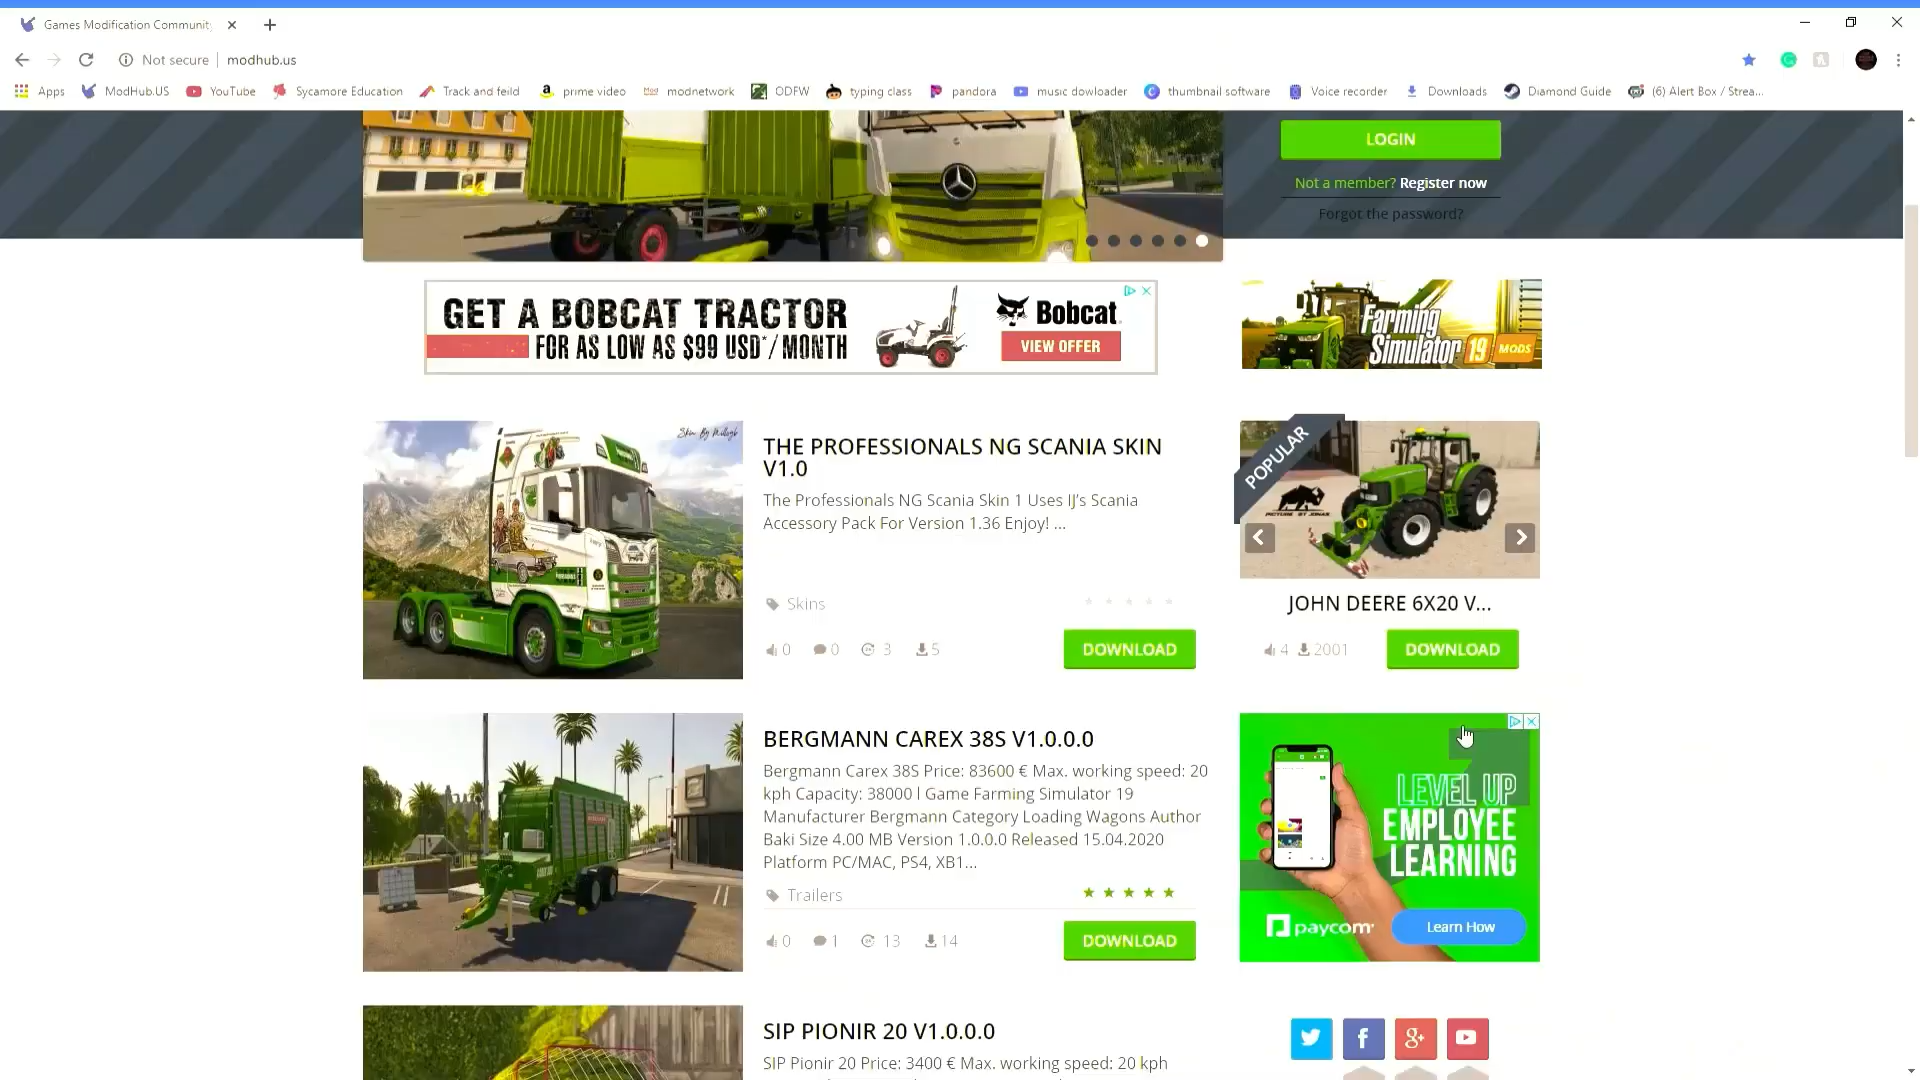 Games Modification Community
Not secure | modhub.us
Apps ModHub.US YouTube Sycamore Education Track and feild prime video modnetwork ODFW typing class pandora music dowloader thumbnail software Voice recorder Downloads Diamond Guide (6) Alert Box / Strea...
LOGIN
Not a member? Register now
Forgot the password?
GET A BOBCAT TRACTOR
FOR AS LOW AS $99 USD*/MONTH
Bobcat
VIEW OFFER
Farming
Simulator 19 MODS
Skin By
THE PROFESSIONALS NG SCANIA SKIN
V1.0
The Professionals NG Scania Skin 1 Uses IJ's Scania
Accessory Pack For Version 1.36 Enjoy! ...
Skins
0 0 3 5
DOWNLOAD
POPULAR
PICTURE BY JONAS
JOHN DEERE 6X20 V...
4 2001
DOWNLOAD
BERGMANN CAREX 38S V1.0.0.0
Bergmann Carex 38S Price: 83600 € Max. working speed: 20
kph Capacity: 38000 l Game Farming Simulator 19
Manufacturer Bergmann Category Loading Wagons Author
Baki Size 4.00 MB Version 1.0.0.0 Released 15.04.2020
Platform PC/MAC, PS4, XB1...
Trailers
0 1 13 14
DOWNLOAD
LEVEL UP
EMPLOYEE
LEARNING
paycom
Learn How
SIP PIONIR 20 V1.0.0.0
SIP Pionir 20 Price: 3400 € Max. working speed: 20 kph